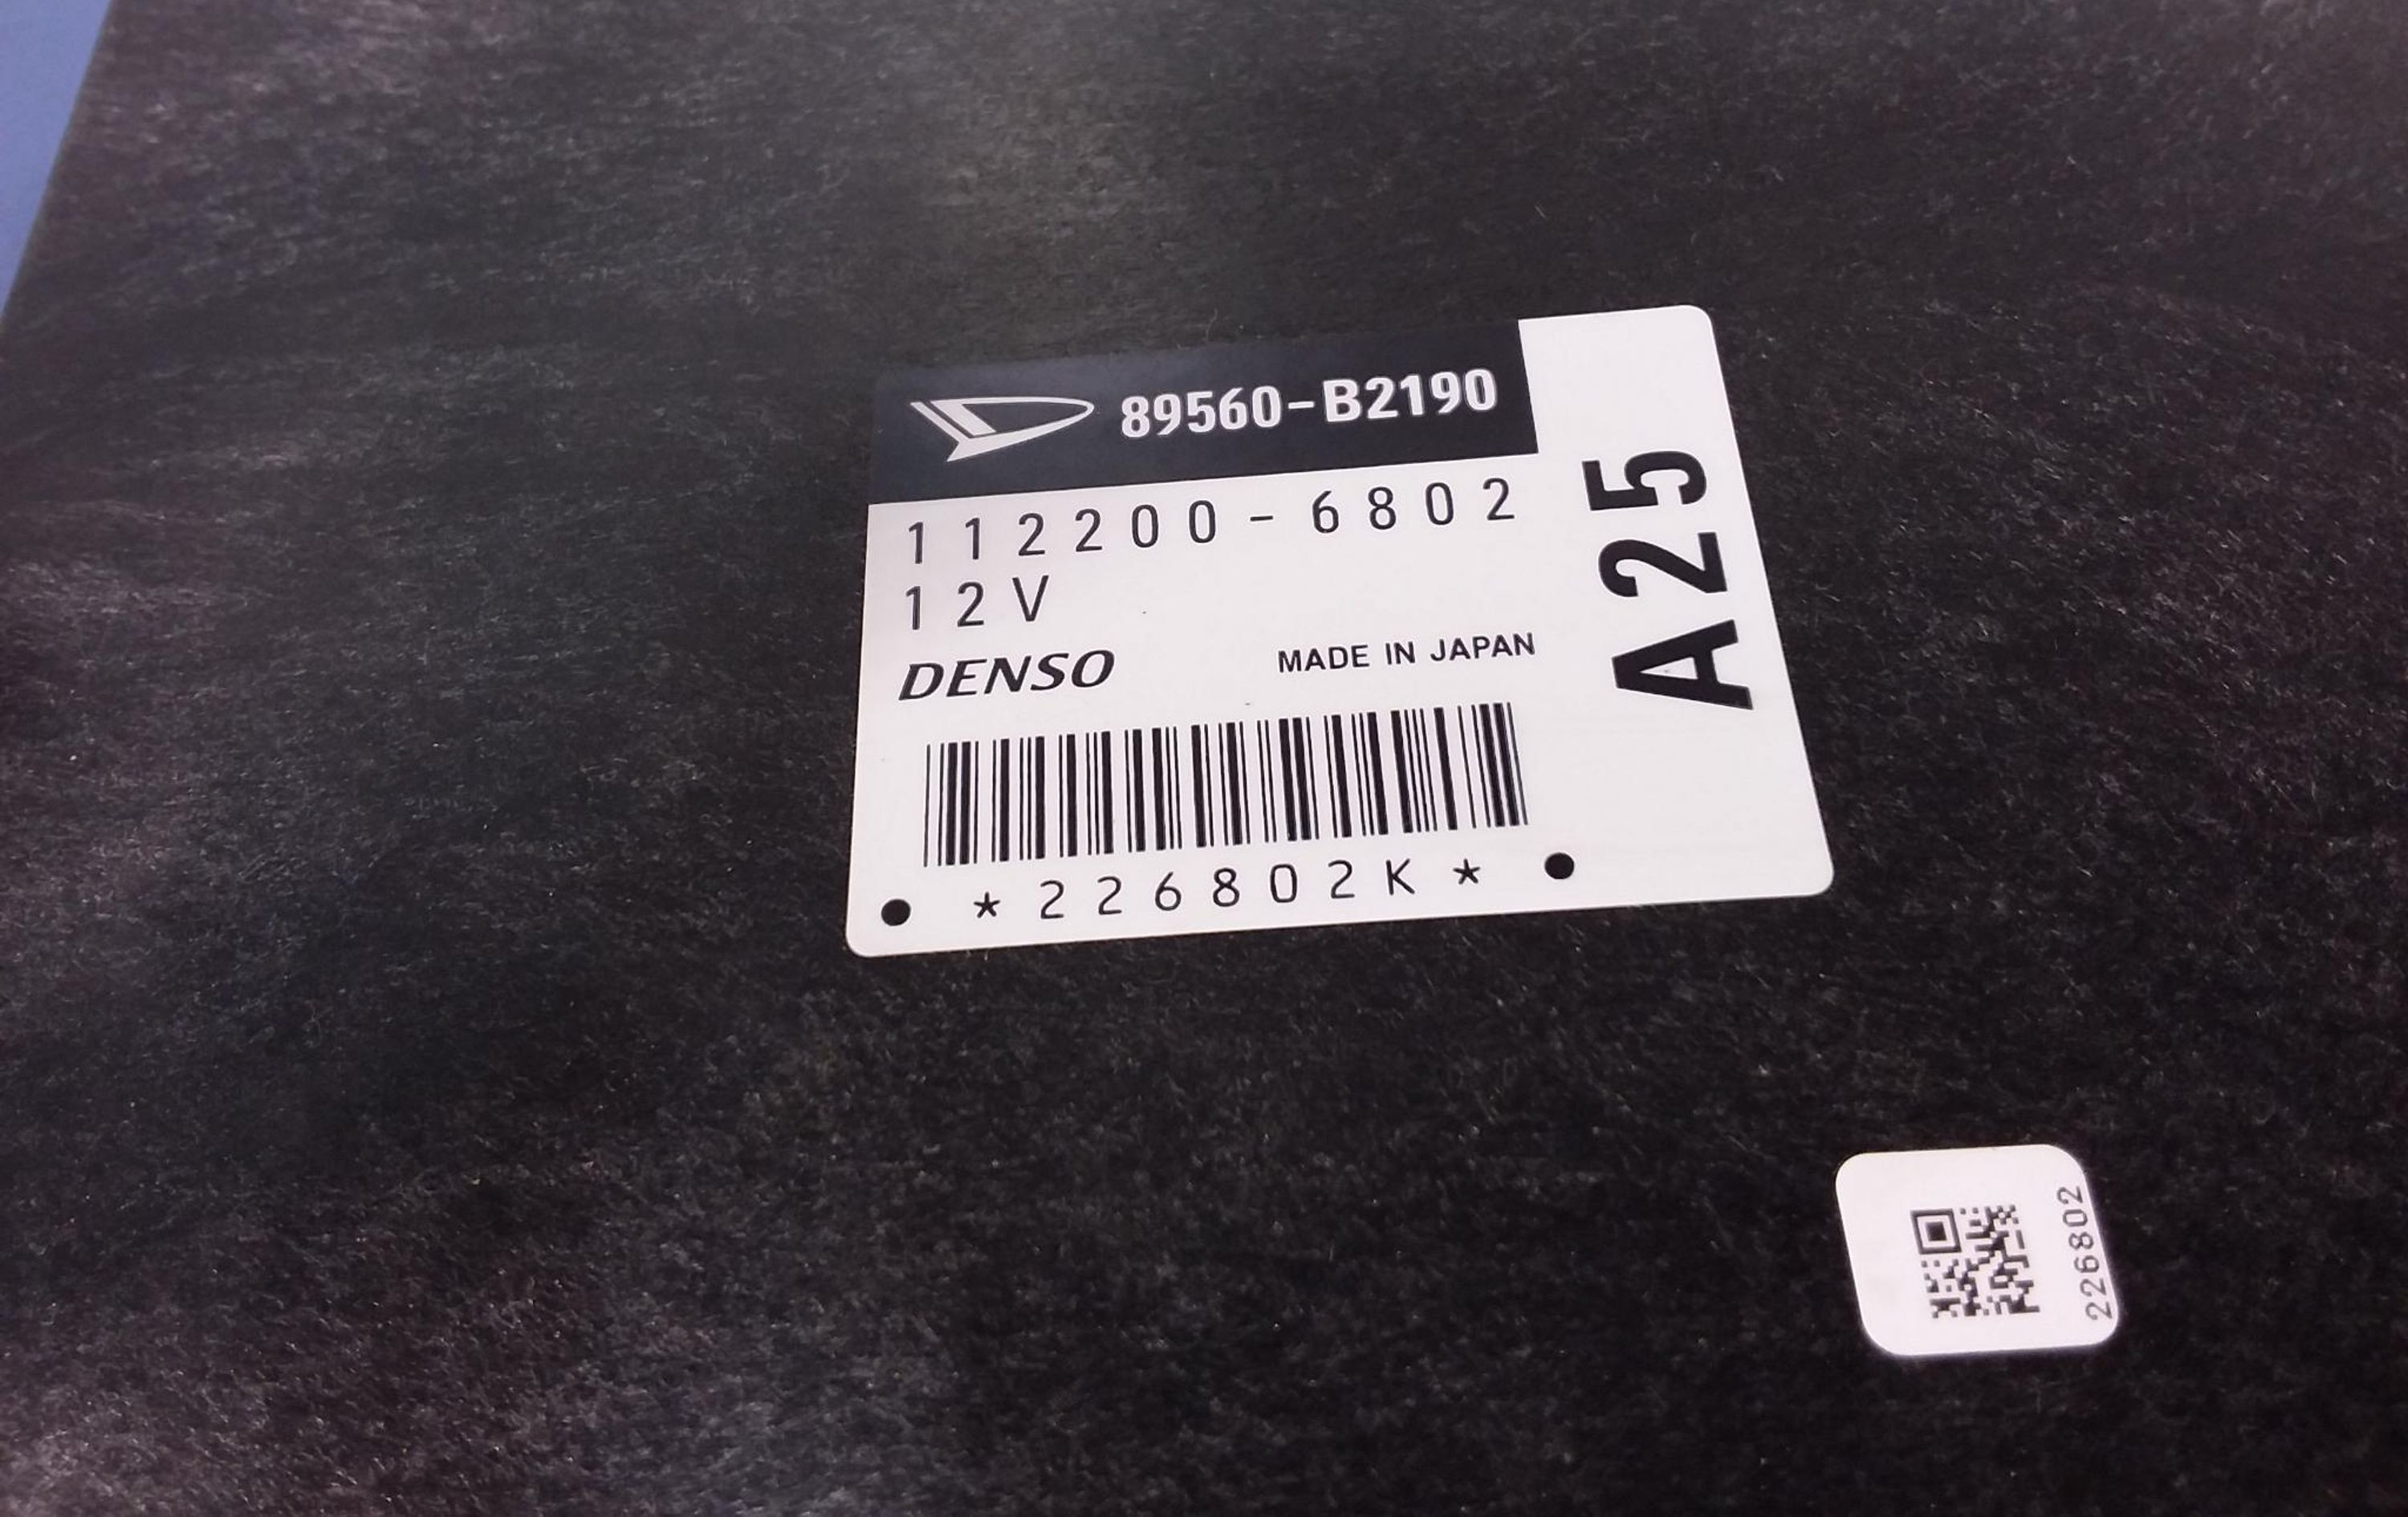 89560-B2190
112200-6802
12V
DENSO
MADE IN JAPAN
*226802K*
A25
226802